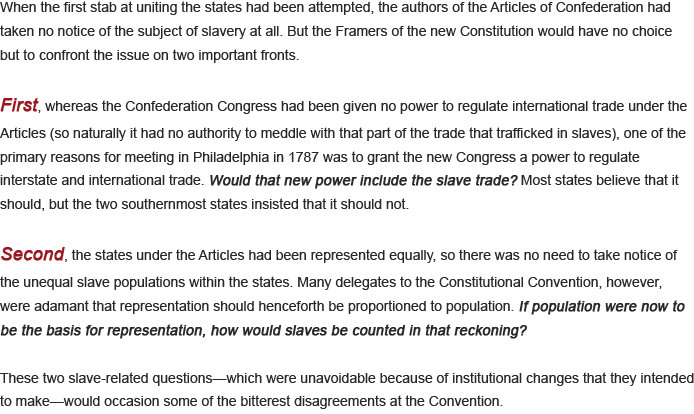 When the first stab at uniting the states had been attempted, the authors of the Articles of Confederation had
taken no notice of the subject of slavery at all. But the Framers of the new Constitution would have no choice
but to confront the issue on two important fronts.
First, whereas the Confederation Congress had been given no power to regulate international trade under the
Articles (so naturally it had no authority to meddle with that part of the trade that trafficked in slaves), one of the
primary reasons for meeting in Philadelphia in 1787 was to grant the new Congress a power to regulate
interstate and international trade. Would that new power include the slave trade? Most states believe that it
should, but the two southernmost states insisted that it should not.
Second, the states under the Articles had been represented equally, so there was no need to take notice of
the unequal slave populations within the states. Many delegates to the Constitutional Convention, however,
were adamant that representation should henceforth be proportioned to population. If population were now to
be the basis for representation, how would slaves be counted in that reckoning?
These two slave-related questions—which were unavoidable because of institutional changes that they intended
to make—would occasion some of the bitterest disagreements at the Convention.